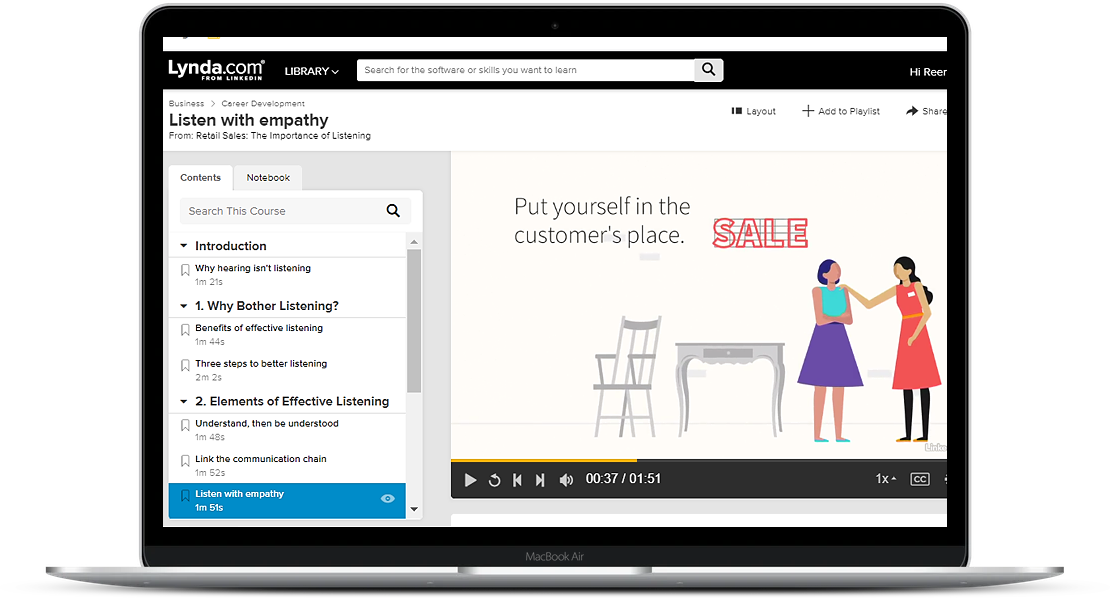 Lynda.com
FROM LINKEDIN
LIBRARY
Search for the software or skills you want to learn
Hi Reer
Business > Career Development
Listen with empathy
From: Retail Sales: The Importance of Listening
Layout
Add to Playlist
Share
Contents
Notebook
Search This Course
Introduction
Why hearing isn't listening
1m 21s
1. Why Bother Listening?
Benefits of effective listening
1m 44s
Three steps to better listening
2m 2s
2. Elements of Effective Listening
Understand, then be understood
1m 48s
Link the communication chain
1m 52s
Listen with empathy
1m 51s
Put yourself in the
customer's place.
SALE
Linke
00:37 / 01:51
1x
CC
MacBook Air